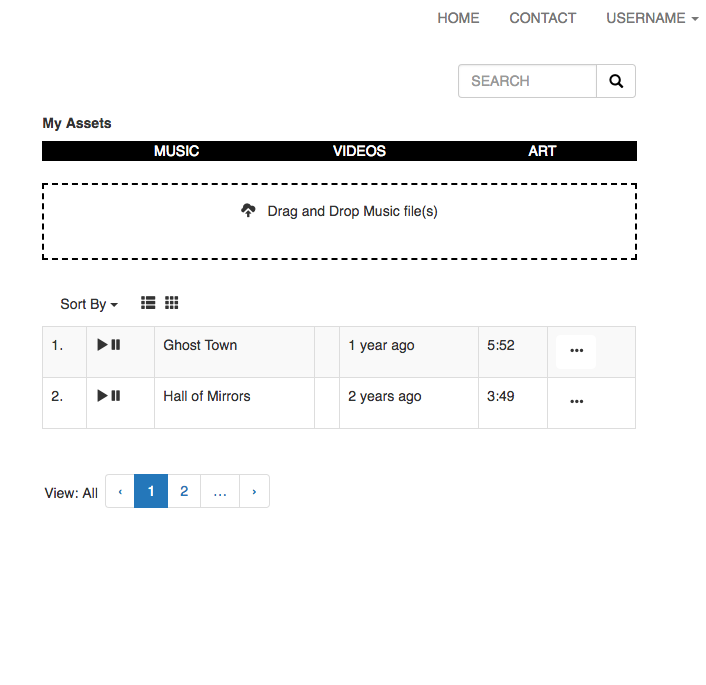 HOME CONTACT USERNAME
SEARCH
My Assets
MUSIC VIDEOS ART
Drag and Drop Music file(s)
Sort By
1. Ghost Town 1 year ago 5:52 ...
2. Hall of Mirrors 2 years ago 3:49 ...
View: All ‹ 1 2 … ›